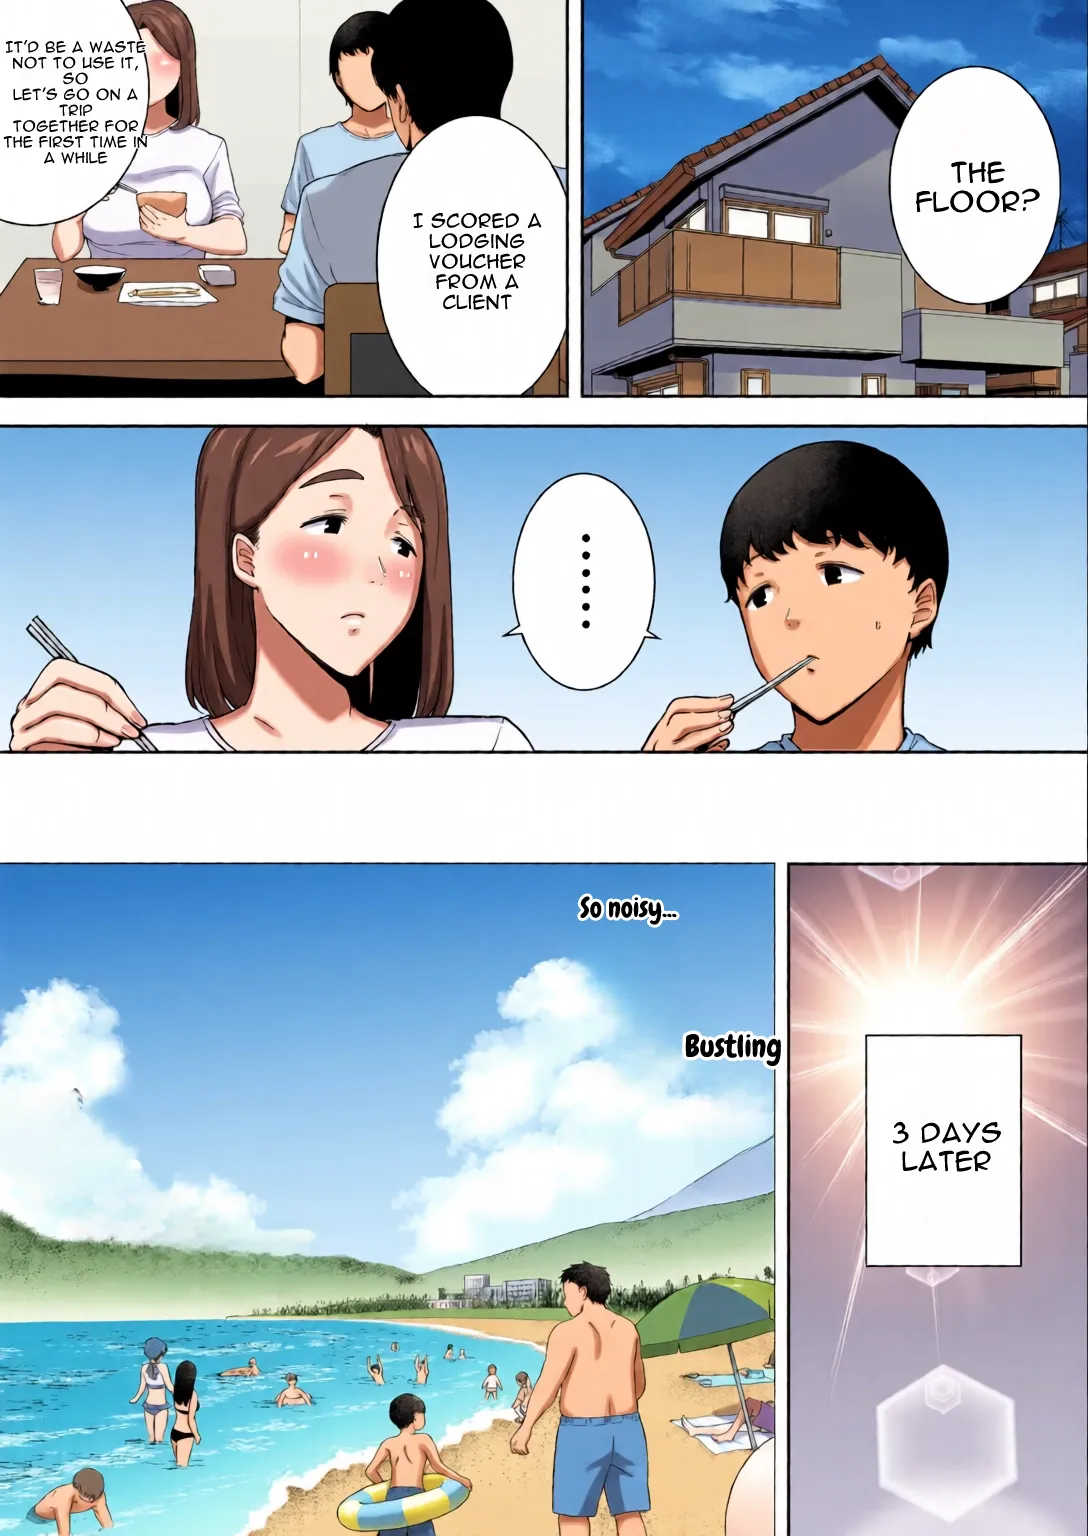 THE
FLOOR?
I SCORED A
LODGING
VOUCHER
FROM A
CLIENT
IT'D BE A WASTE
NOT TO USE IT,
SO
LET'S GO ON A
TRIP
TOGETHER FOR
THE FIRST TIME IN
A WHILE
......
3 DAYS
LATER
So noisy...
Bustling